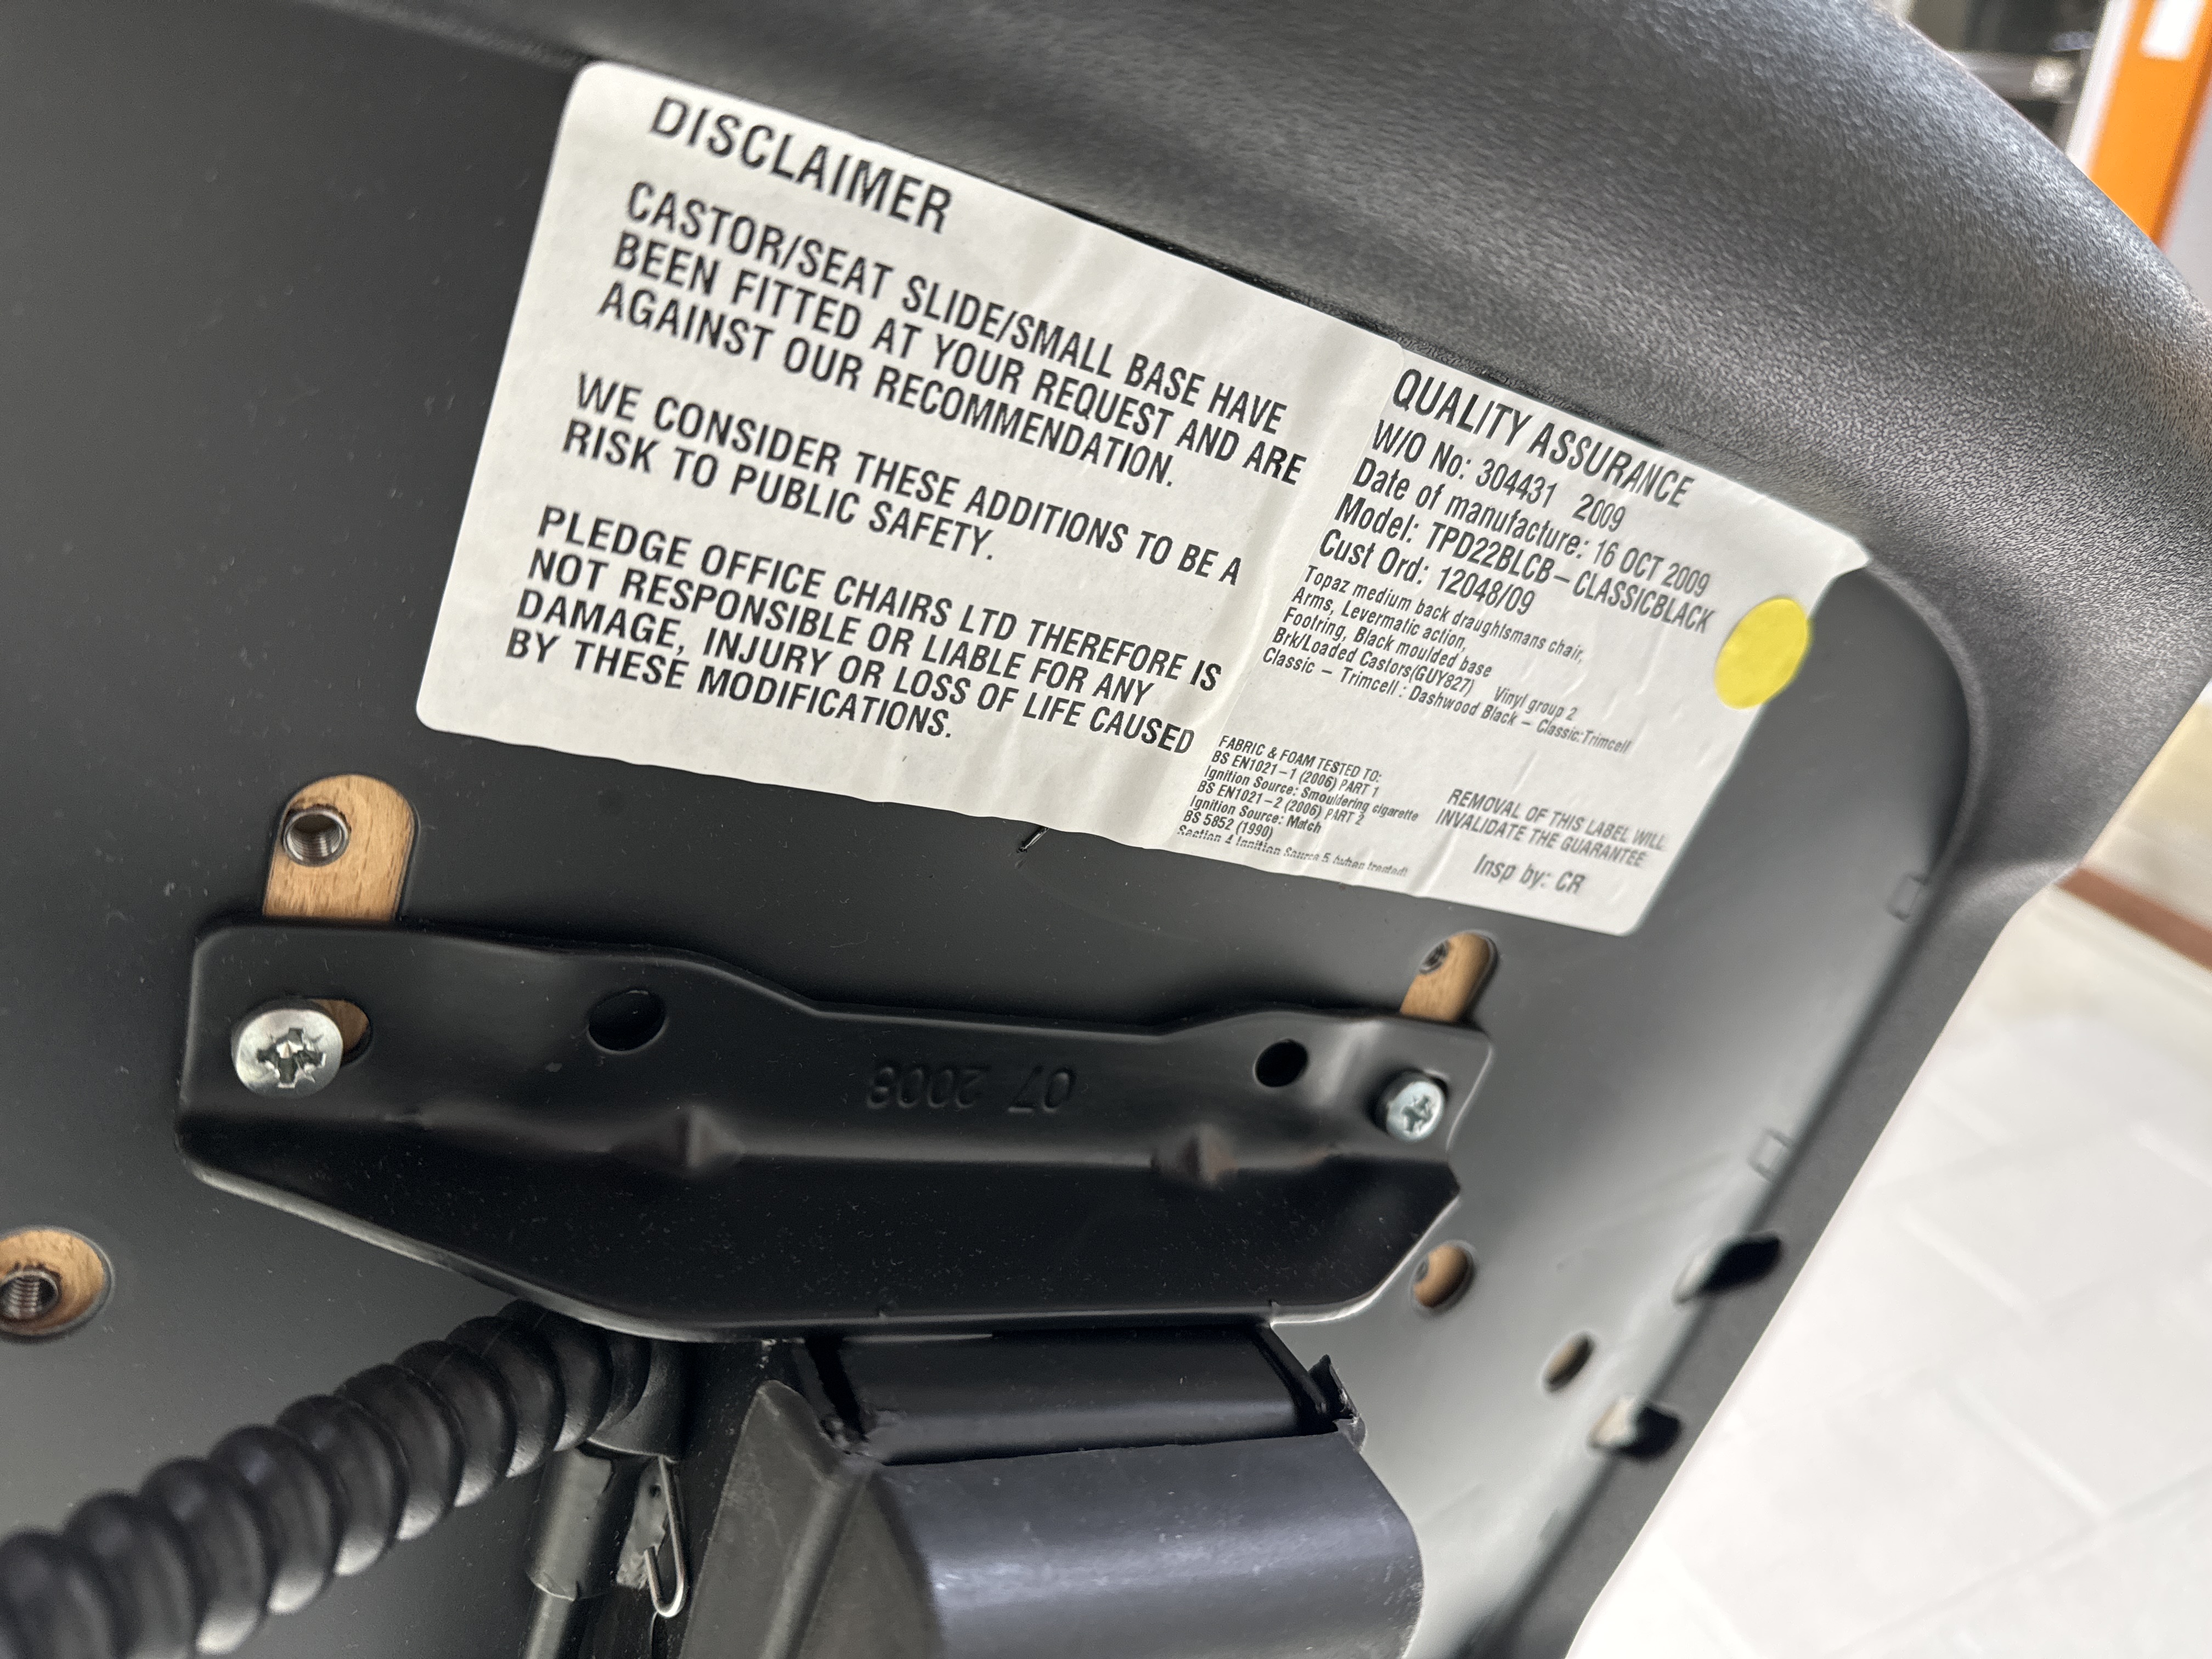 DISCLAIMER
CASTOR/SEAT SLIDE/SMALL BASE HAVE
BEEN FITTED AT YOUR REQUEST AND ARE
AGAINST OUR RECOMMENDATION.
WE CONSIDER THESE ADDITIONS TO BE A
RISK TO PUBLIC SAFETY.
PLEDGE OFFICE CHAIRS LTD THEREFORE IS
NOT RESPONSIBLE OR LIABLE FOR ANY
DAMAGE, INJURY OR LOSS OF LIFE CAUSED
BY THESE MODIFICATIONS.
QUALITY ASSURANCE
W/O No: 304431 2009
Date of manufacture: 16 OCT 2009
Model: TPD22BLCB-CLASSICBLACK
Cust Ord: 12048/09
Topaz medium back draughtsmans chair,
Arms, Levermatic action,
Footring, Black moulded base
Brk/Loaded Castors(GUY827) Vinyl group 2
Classic - Trimcell : Dashwood Black - Classic:Trimcell
FABRIC & FOAM TESTED TO:
BS EN1021-1 (2006) PART 1
Ignition Source: Smouldering cigarette
BS EN1021-2 (2006) PART 2
Ignition Source: Match
BS 5852 (1990)
Section 4 Ignition Source 5
REMOVAL OF THIS LABEL WILL
INVALIDATE THE GUARANTEE
Insp by: CR
07 2008